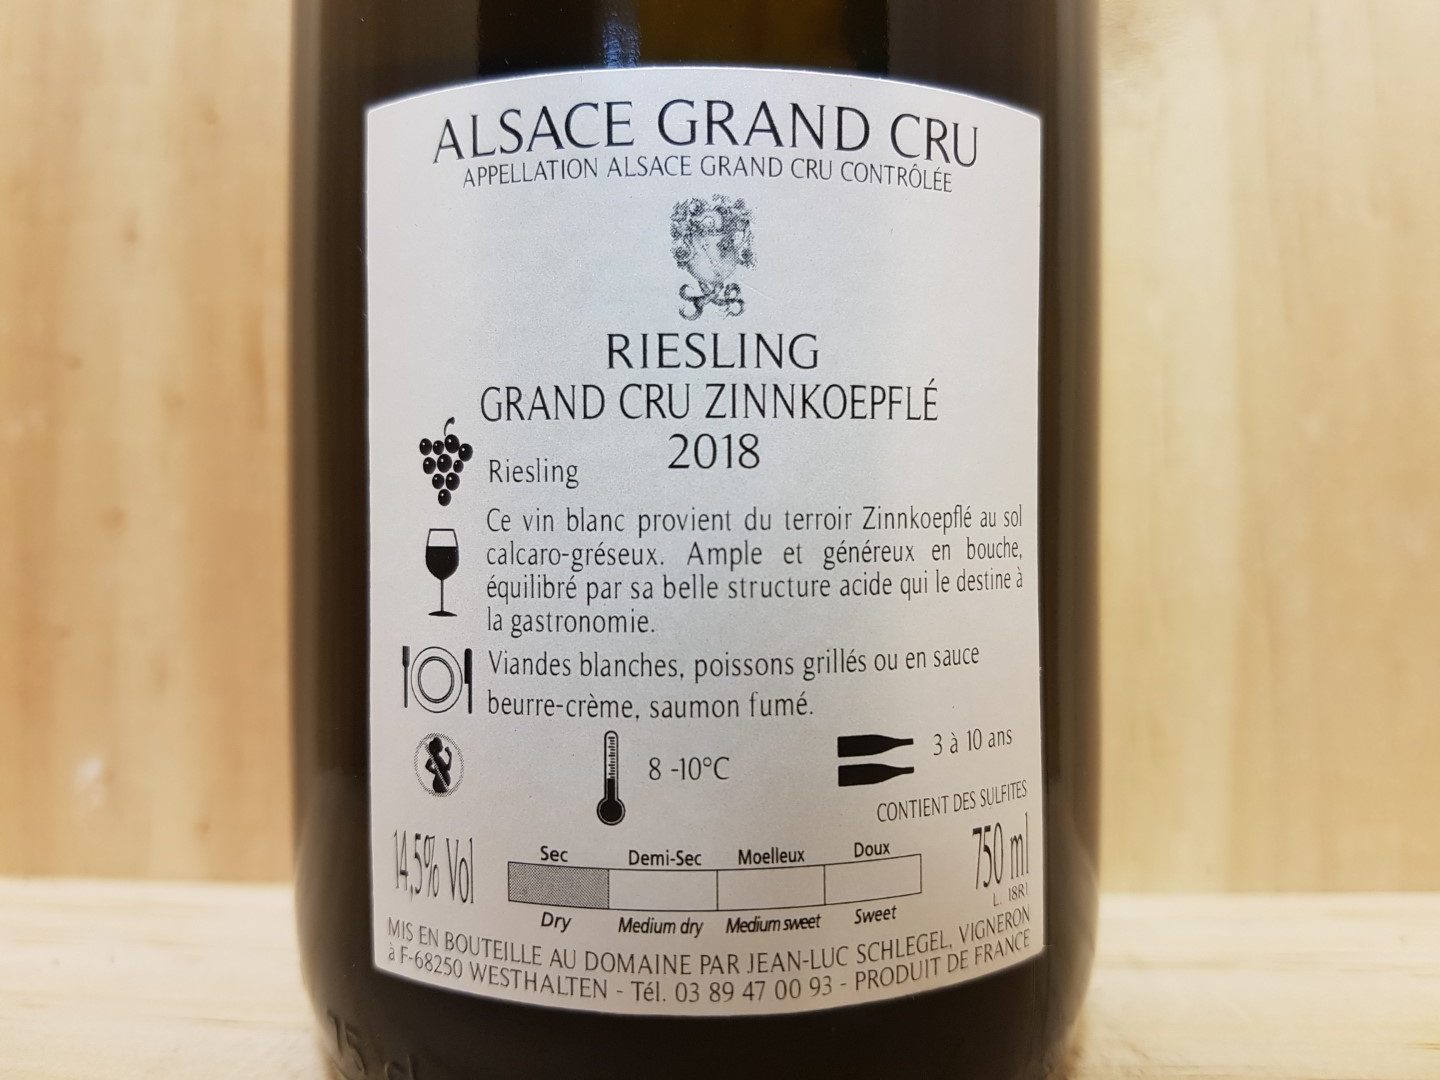 ALSACE GRAND CRU
APPELLATION ALSACE GRAND CRU CONTRÔLÉE
RIESLING
GRAND CRU ZINNKOEPFLÉ
2018
Riesling
Ce vin blanc provient du terroir Zinnkoepflé au sol
calcaro-gréseux. Ample et généreux en bouche,
équilibré par sa belle structure acide qui le destine à
la gastronomie.
Viandes blanches, poissons grillés ou en sauce
beurre-crème, saumon fumé.
8 -10°C
3 à 10 ans
CONTIENT DES SULFITES
14,5% Vol
Sec Demi-Sec Moelleux Doux
Dry Medium dry Medium sweet Sweet
750 ml
L. 18R1
MIS EN BOUTEILLE AU DOMAINE PAR JEAN-LUC SCHLEGEL, VIGNERON
à F-68250 WESTHALTEN - Tél. 03 89 47 00 93 - PRODUIT DE FRANCE
75 cl